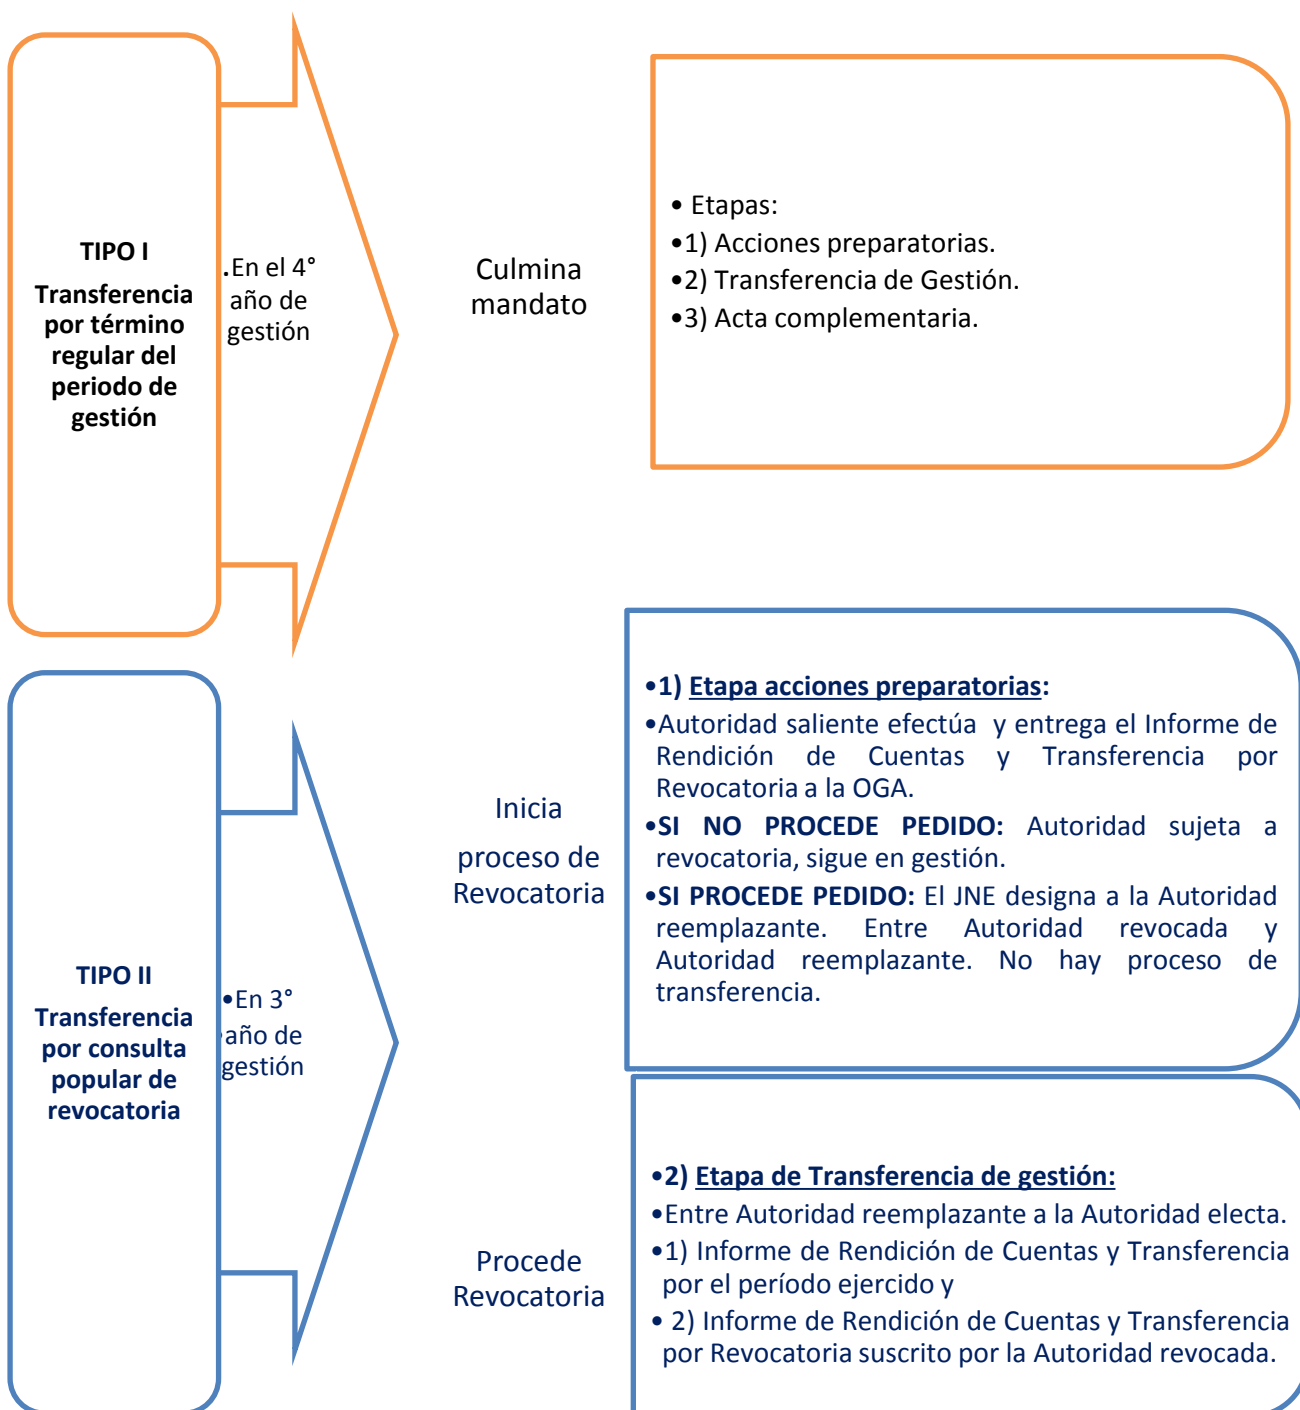 TIPO I
Transferencia
por término
regular del
periodo de
gestión
.En el 4°
año de
gestión
Culmina
mandato
• Etapas:
•1) Acciones preparatorias.
•2) Transferencia de Gestión.
•3) Acta complementaria.
TIPO II
Transferencia
por consulta
popular de
revocatoria
•En 3°
•año de
gestión
Inicia
proceso de
Revocatoria
•1) Etapa acciones preparatorias:
•Autoridad saliente efectúa y entrega el Informe de
Rendición de Cuentas y Transferencia por
Revocatoria a la OGA.
•SI NO PROCEDE PEDIDO: Autoridad sujeta a
revocatoria, sigue en gestión.
•SI PROCEDE PEDIDO: El JNE designa a la Autoridad
reemplazante. Entre Autoridad revocada y
Autoridad reemplazante. No hay proceso de
transferencia.
Procede
Revocatoria
•2) Etapa de Transferencia de gestión:
•Entre Autoridad reemplazante a la Autoridad electa.
•1) Informe de Rendición de Cuentas y Transferencia
por el período ejercido y
• 2) Informe de Rendición de Cuentas y Transferencia
por Revocatoria suscrito por la Autoridad revocada.